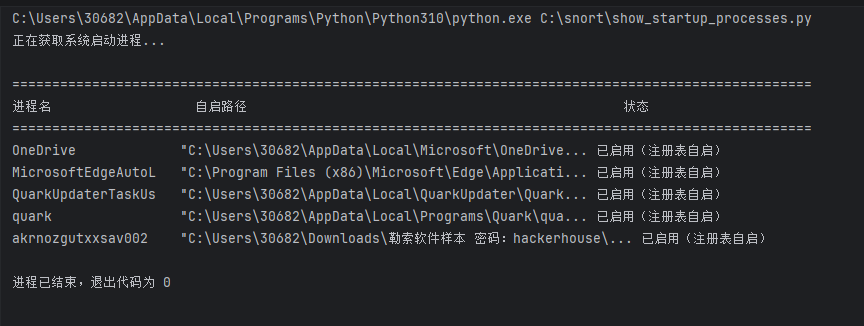 C:\Users\30682\AppData\Local\Programs\Python\Python310\python.exe C:\snort\show_startup_processes.py
正在获取系统启动进程...
====================================================================================================
进程名 自启路径 状态
====================================================================================================
OneDrive "C:\Users\30682\AppData\Local\Microsoft\OneDrive... 已启用（注册表自启）
MicrosoftEdgeAutoL "C:\Program Files (x86)\Microsoft\Edge\Applicati... 已启用（注册表自启）
QuarkUpdaterTaskUs "C:\Users\30682\AppData\Local\QuarkUpdater\Quark... 已启用（注册表自启）
quark "C:\Users\30682\AppData\Local\Programs\Quark\qua... 已启用（注册表自启）
akrnozgutxxsav002 "C:\Users\30682\Downloads\勒索软件样本 密码：hackerhouse\... 已启用（注册表自启）
进程已结束，退出代码为 0